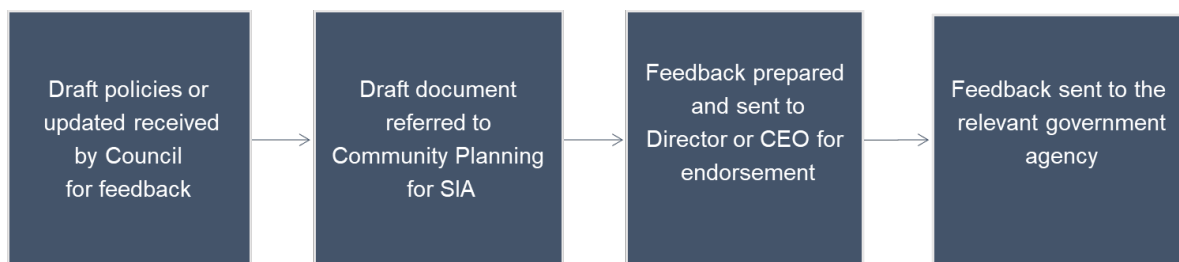 Draft policies or
updated received
by Council
for feedback
Draft document
referred to
Community Planning
for SIA
Feedback prepared
and sent to
Director or CEO for
endorsement
Feedback sent to the
relevant government
agency